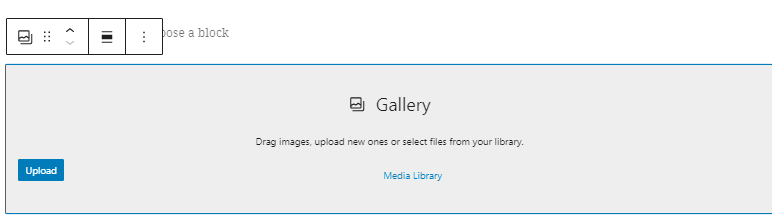 ose a block
Gallery
Drag images, upload new ones or select files from your library.
Upload
Media Library